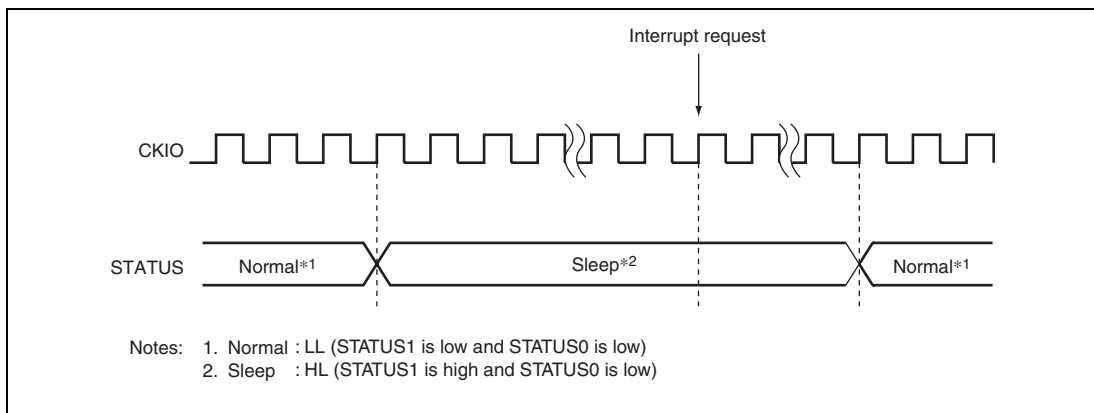 Interrupt request
CKIO
STATUS
Normal*1 Sleep*2 Normal*1
Notes: 1. Normal : LL (STATUS1 is low and STATUS0 is low)
2. Sleep : HL (STATUS1 is high and STATUS0 is low)